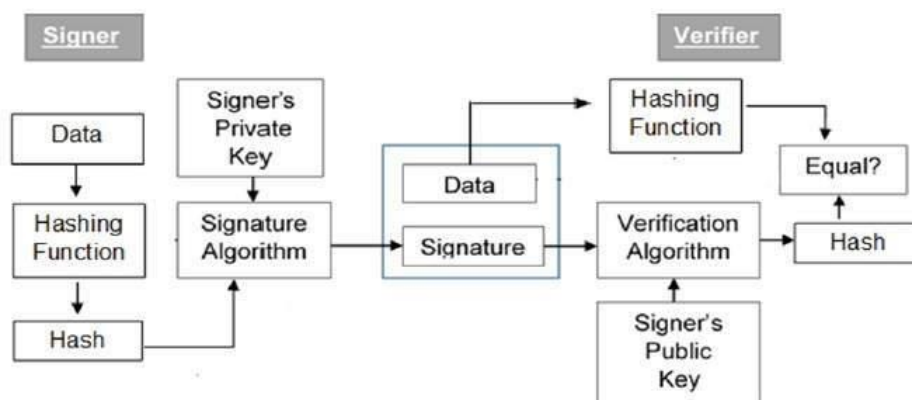 Signer
Verifier
Signer's
Private
Key
Data
Hashing
Function
Hash
Signature
Algorithm
Data
Signature
Hashing
Function
Equal?
Verification
Algorithm
Hash
Signer's
Public
Key